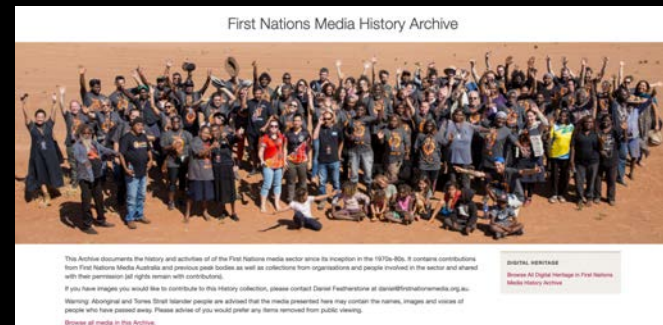 First Nations Media History Archive
This Archive documents the history and activities of of the First Nations media sector since its inception in the 1970s-80s. It contains contributions
from First Nations Media Australia and previous peak bodies as well as collections from organisations and people involved in the sector and shared
with their permission (all rights remain with contributors).
If you have images you would like to contribute to this History collection, please contact Daniel Featherstone at daniel@firstnationsmedia.org.au.
Warning: Aboriginal and Torres Strait Islander people are advised that the media presented here may contain the names, images and voices of
people who have passed away. Please advise of you would prefer any items removed from public viewing.
Browse all media in this Archive.
DIGITAL HERITAGE
Browse All Digital Heritage in First Nations
Media History Archive